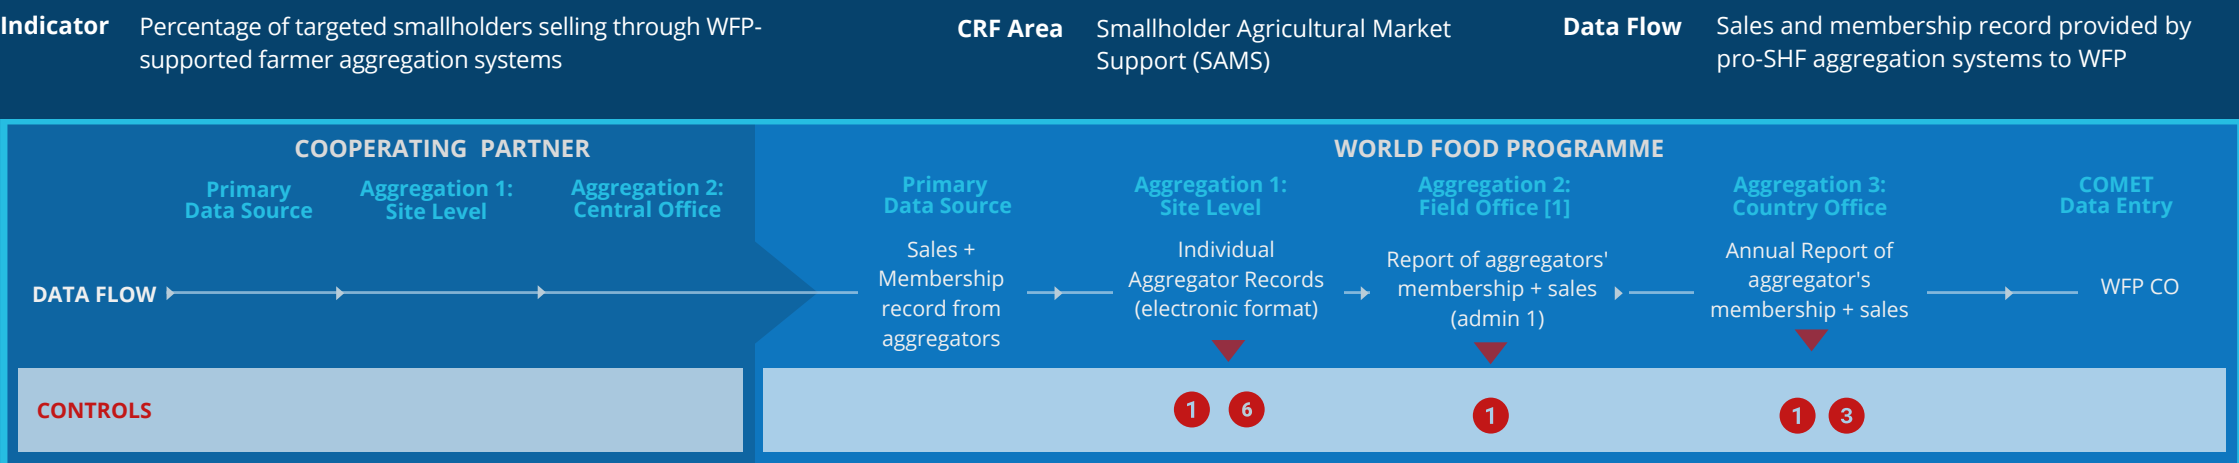 Indicator
Percentage of targeted smallholders selling through WFP-
supported farmer aggregation systems
CRF Area
Smallholder Agricultural Market
Support (SAMS)
Data Flow
Sales and membership record provided by
pro-SHF aggregation systems to WFP
COOPERATING PARTNER
Primary
Data Source
Aggregation 1:
Site Level
Aggregation 2:
Central Office
WORLD FOOD PROGRAMME
Primary
Data Source
Aggregation 1:
Site Level
Aggregation 2:
Field Office [1]
Aggregation 3:
Country Office
COMET
Data Entry
DATA FLOW
Sales +
Membership
record from
aggregators
Individual
Aggregator Records
(electronic format)
Report of aggregators'
membership + sales
(admin 1)
Annual Report of
aggregator's
membership + sales
WFP CO
CONTROLS
1 6
1
1 3